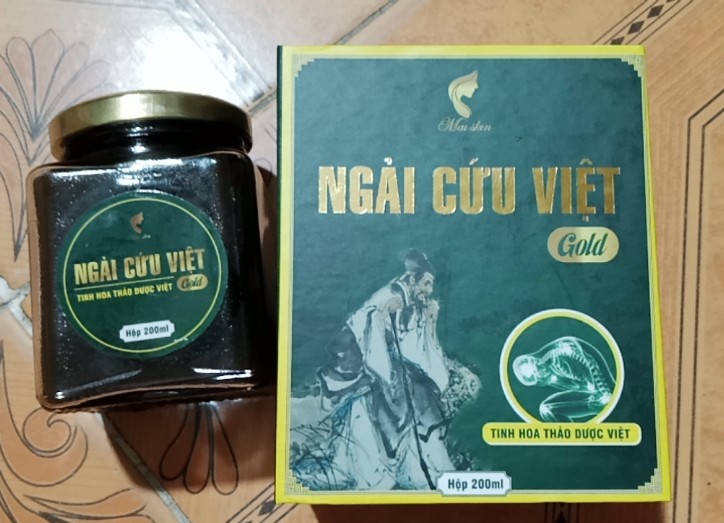 NGẢI CỨU VIỆT
Gold
TINH HOA THẢO DƯỢC VIỆT
Hộp 200ml
Mai skin
NGẢI CỨU VIỆT
Gold
TINH HOA THẢO DƯỢC VIỆT
Hộp 200ml